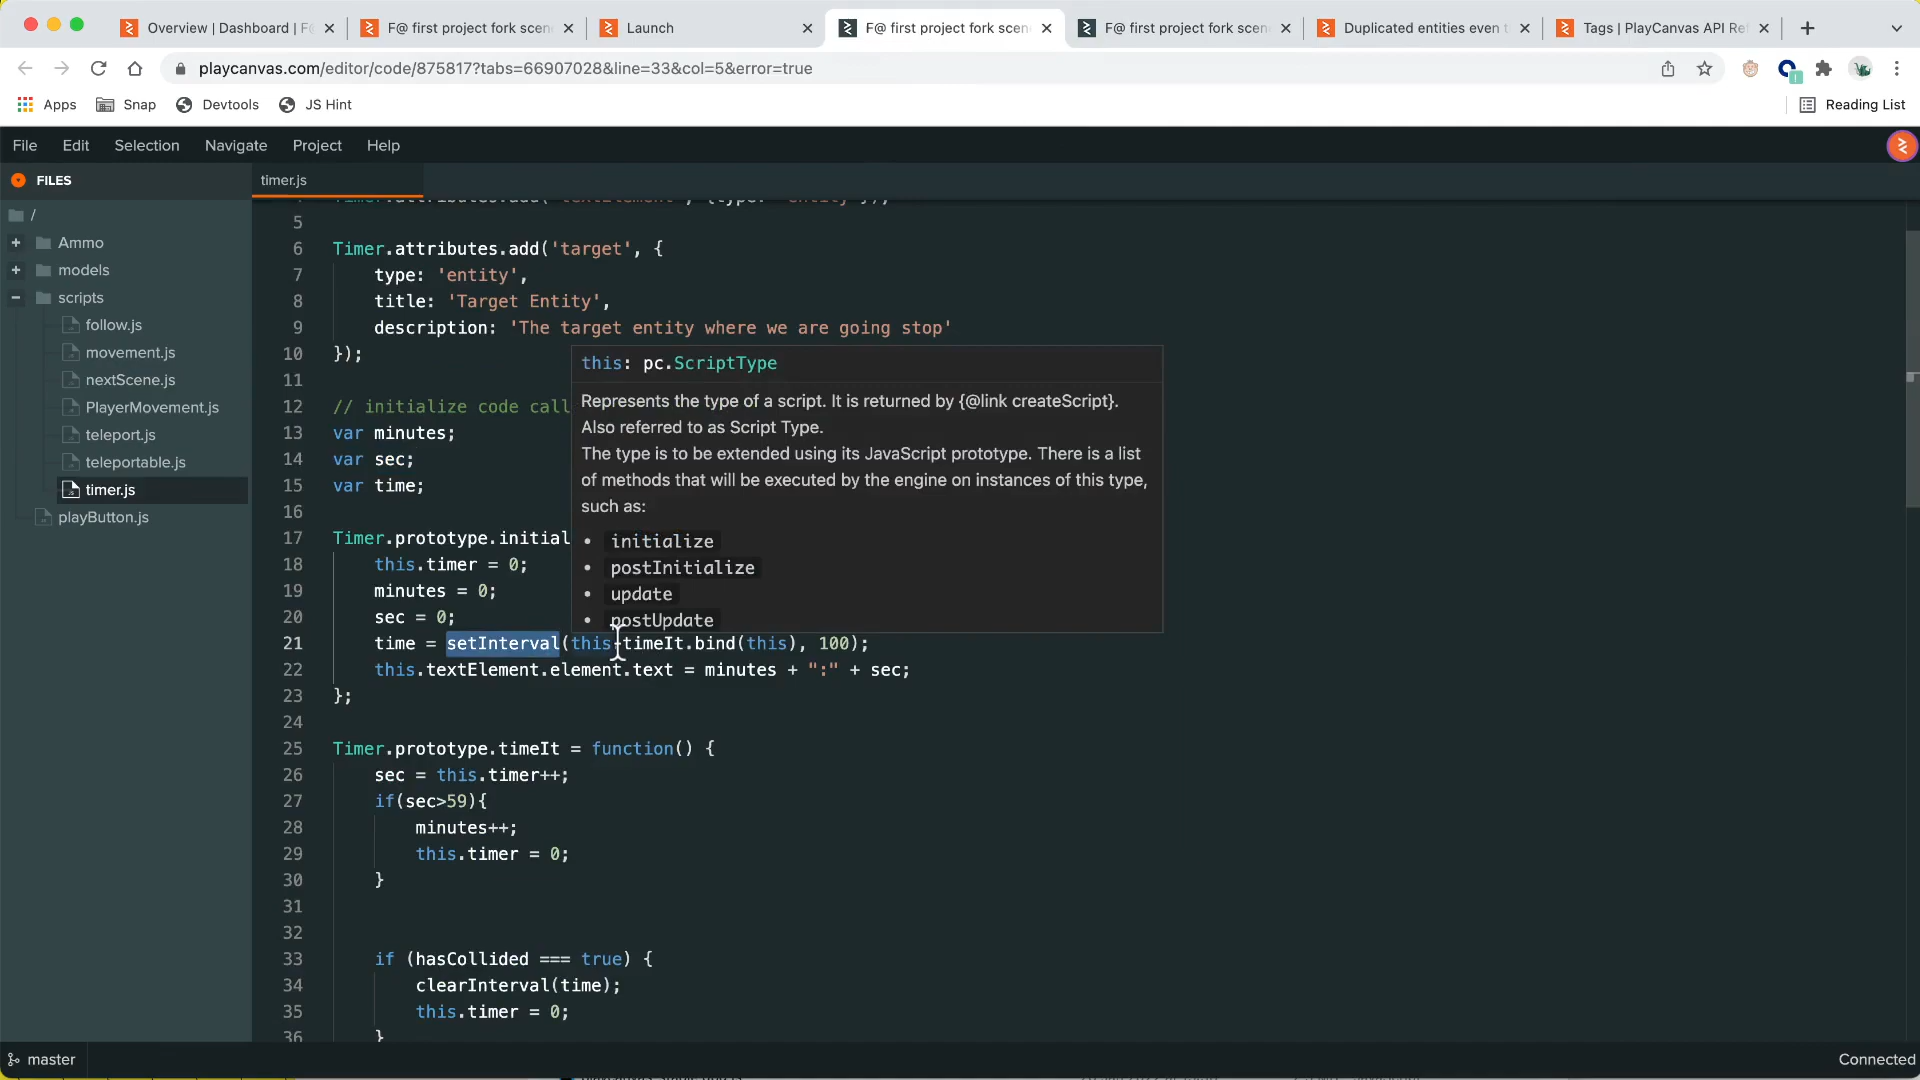 Overview | Dashboard | F@
F@ first project fork scen
Launch
F@ first project fork scen
F@ first project fork scen
Duplicated entities even t
Tags | PlayCanvas API Re
playcanvas.com/editor/code/875817?tabs=66907028&line=33&col=5&error=true
Apps
Snap
Devtools
JS Hint
Reading List
File
Edit
Selection
Navigate
Project
Help
FILES
timer.js
/
Ammo
models
scripts
follow.js
movement.js
nextScene.js
PlayerMovement.js
teleport.js
teleportable.js
timer.js
playButton.js
5
6 Timer.attributes.add('target', {
7 type: 'entity',
8 title: 'Target Entity',
9 description: 'The target entity where we are going stop'
10 });
11
12 // initialize code call
13 var minutes;
14 var sec;
15 var time;
16
17 Timer.prototype.initial
18 this.timer = 0;
19 minutes = 0;
20 sec = 0;
21 time = setInterval(this.timeIt.bind(this), 100);
22 this.textElement.element.text = minutes + ":" + sec;
23 };
24
25 Timer.prototype.timeIt = function() {
26 sec = this.timer++;
27 if(sec>59){
28 minutes++;
29 this.timer = 0;
30 }
31
32
33 if (hasCollided === true) {
34 clearInterval(time);
35 this.timer = 0;
36 }
this: pc.ScriptType
Represents the type of a script. It is returned by {@link createScript}.
Also referred to as Script Type.
The type is to be extended using its JavaScript prototype. There is a list
of methods that will be executed by the engine on instances of this type,
such as:
• initialize
• postInitialize
• update
• postUpdate
master
Connected